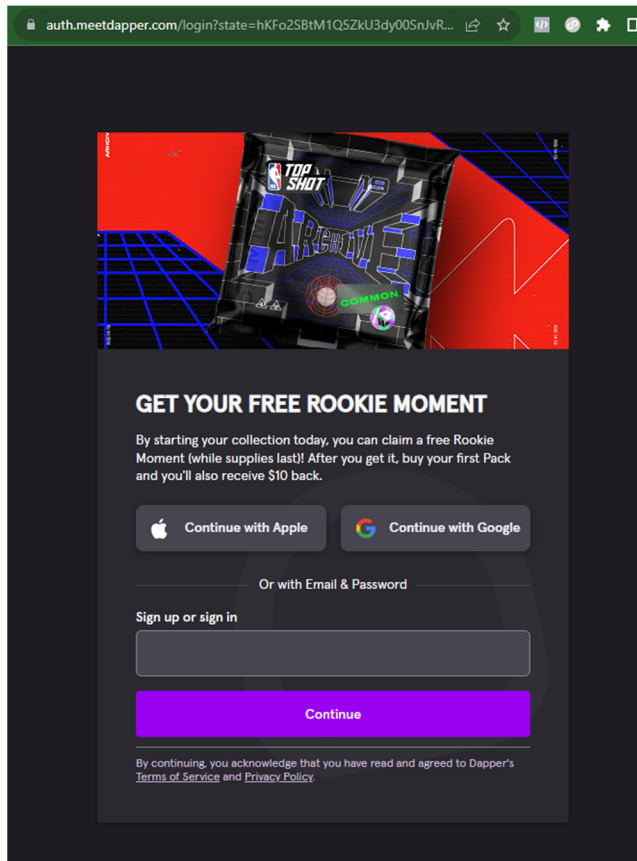 auth.meetdapper.com/login?state=hKFo2SBtM1Q5ZkU3dy00SnJvR...
TOP
SHOT
ARCHIVE
COMMON
GET YOUR FREE ROOKIE MOMENT
By starting your collection today, you can claim a free Rookie
Moment (while supplies last)! After you get it, buy your first Pack
and you'll also receive $10 back.
Continue with Apple
Continue with Google
Or with Email & Password
Sign up or sign in
Continue
By continuing, you acknowledge that you have read and agreed to Dapper's
Terms of Service and Privacy Policy.